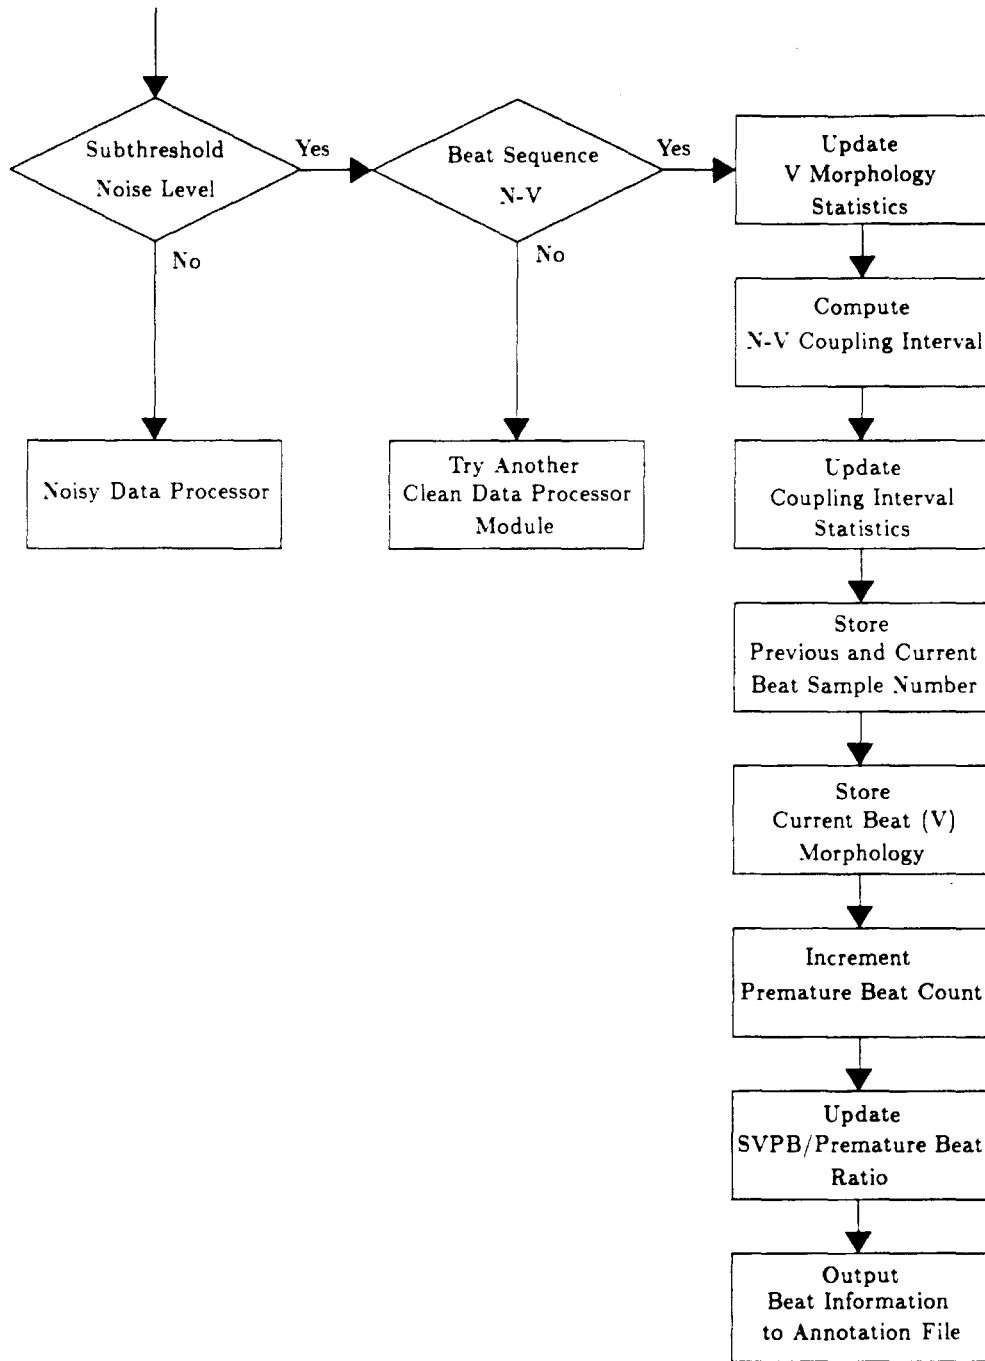 Subthreshold
Noise Level
Yes
No
Beat Sequence
N-V
Yes
No
Update
V Morphology
Statistics
Compute
N-V Coupling Interval
Noisy Data Processor
Try Another
Clean Data Processor
Module
Update
Coupling Interval
Statistics
Store
Previous and Current
Beat Sample Number
Store
Current Beat (V)
Morphology
Increment
Premature Beat Count
Update
SVPB/Premature Beat
Ratio
Output
Beat Information
to Annotation File